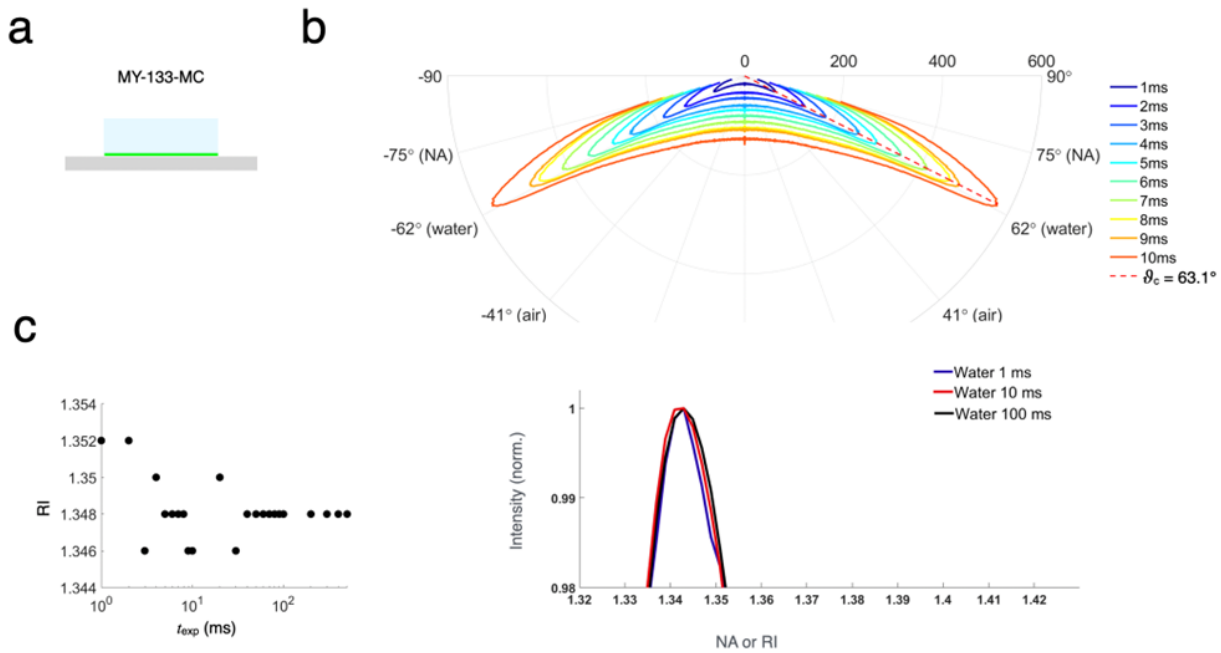 a
MY-133-MC
b
-90
0
200
400
600
90°
-75° (NA)
75° (NA)
-62° (water)
62° (water)
-41° (air)
41° (air)
1ms
2ms
3ms
4ms
5ms
6ms
7ms
8ms
9ms
10ms
ϑc = 63.1°
c
1.354
1.352
1.35
1.348
1.346
1.344
RI
10⁰
10¹
10²
texp (ms)
Water 1 ms
Water 10 ms
Water 100 ms
1
0.99
0.98
Intensity (norm.)
1.32 1.33 1.34 1.35 1.36 1.37 1.38 1.39 1.4 1.41 1.42
NA or RI